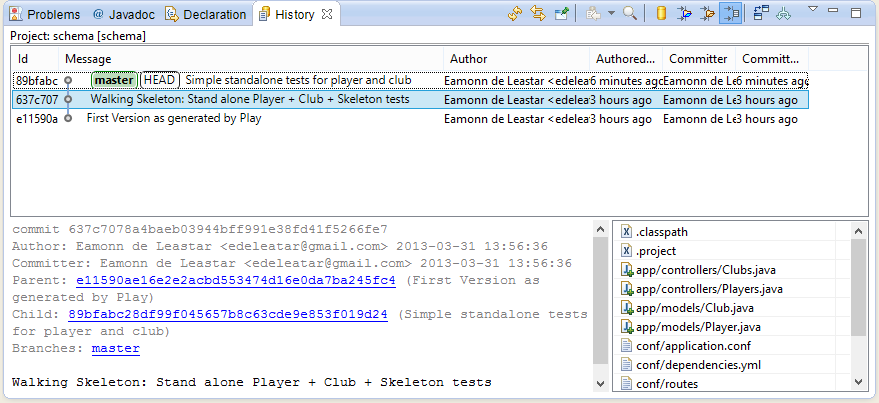 Problems @ Javadoc Declaration History
Project: schema [schema]
Id Message Author Authored... Committer Committ...
89bfabc master HEAD Simple standalone tests for player and club Eamonn de Leastar <edelea 6 minutes ago Eamonn de Le 6 minutes ago
637c707 Walking Skeleton: Stand alone Player + Club + Skeleton tests Eamonn de Leastar <edelea 3 hours ago Eamonn de Le 3 hours ago
e11590a First Version as generated by Play Eamonn de Leastar <edelea 3 hours ago Eamonn de Le 3 hours ago
commit 637c7078a4baeb03944bff991e38fd41f5266fe7
Author: Eamonn de Leastar <edeleatar@gmail.com> 2013-03-31 13:56:36
Committer: Eamonn de Leastar <edeleatar@gmail.com> 2013-03-31 13:56:36
Parent: e11590ae16e2e2acbd553474d16e0da7ba245fc4 (First Version as
generated by Play)
Child: 89bfabc28df99f045657b8c63cde9e853f019d24 (Simple standalone tests
for player and club)
Branches: master
Walking Skeleton: Stand alone Player + Club + Skeleton tests
.classpath
.project
app/controllers/Clubs.java
app/controllers/Players.java
app/models/Club.java
app/models/Player.java
conf/application.conf
conf/dependencies.yml
conf/routes